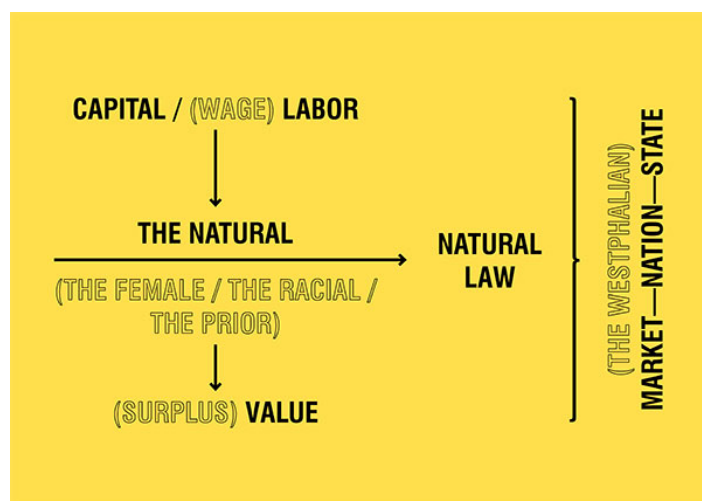 CAPITAL / (WAGE) LABOR
THE NATURAL
(THE FEMALE / THE RACIAL /
THE PRIOR)
(SURPLUS) VALUE
NATURAL
LAW
(THE WESTPHALIAN)
MARKET—NATION—STATE